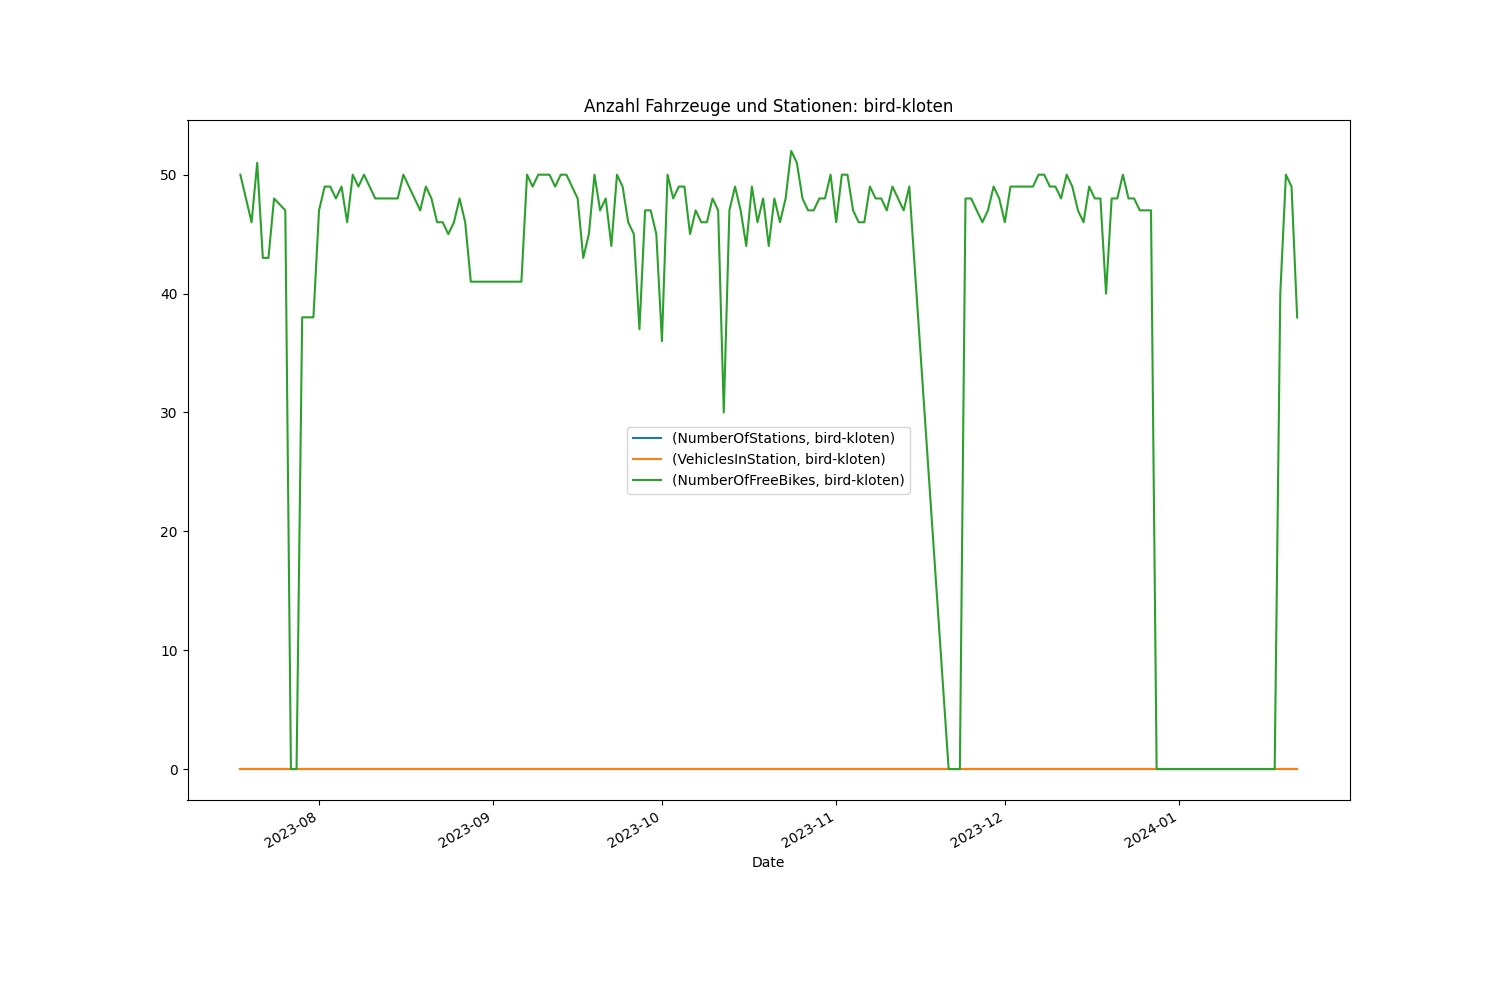 Anzahl Fahrzeuge und Stationen: bird-kloten
50
40
30
20
10
0
(NumberOfStations, bird-kloten)
(VehiclesInStation, bird-kloten)
(NumberOfFreeBikes, bird-kloten)
2023-08
2023-09
2023-10
2023-11
2023-12
2024-01
Date